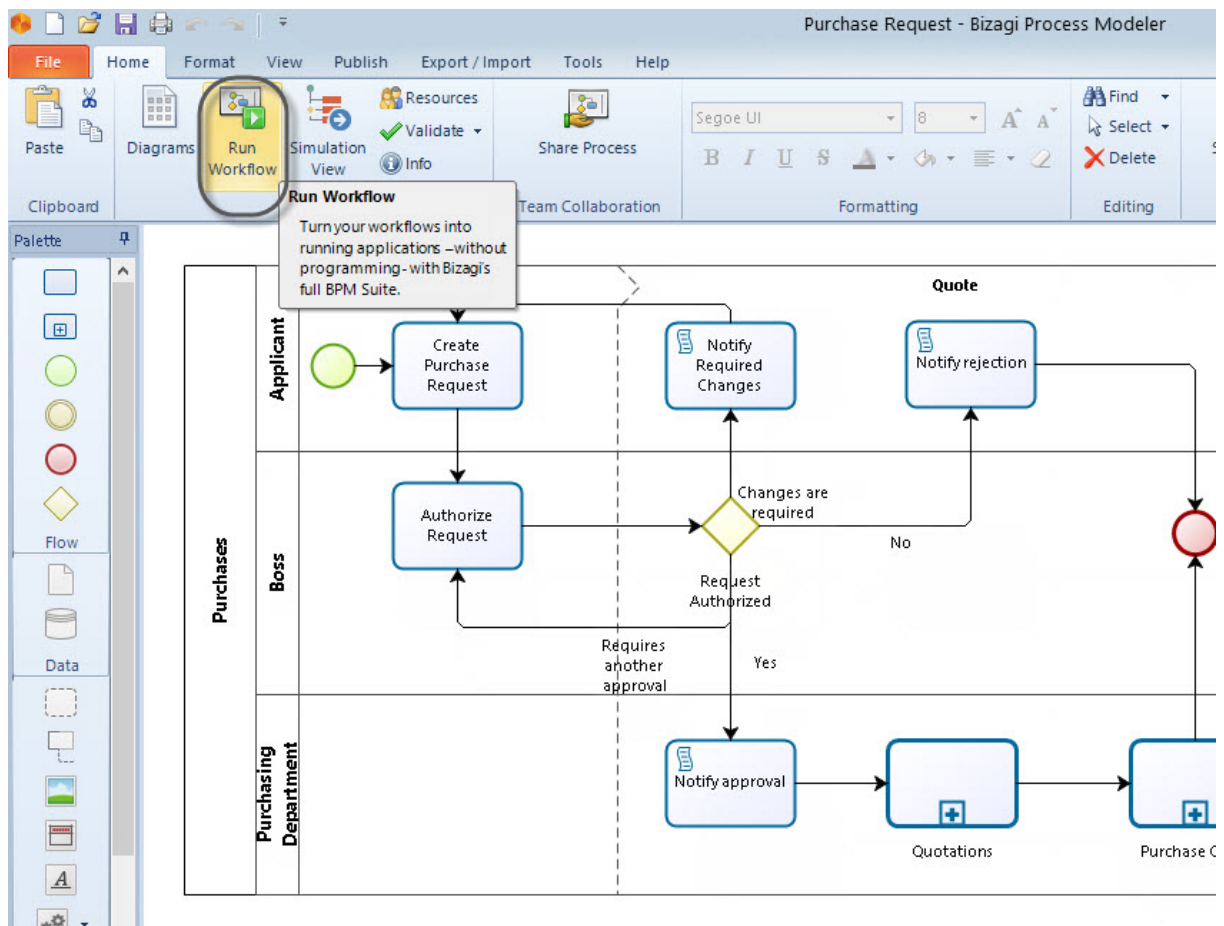 Purchase Request - Bizagi Process Modeler
File Home Format View Publish Export / Import Tools Help
Paste
Clipboard
Diagrams
Run
Workflow
Simulation
View
Resources
Validate
Info
Share Process
Team Collaboration
Segoe UI
8
A A
B I U S A
Formatting
Find
Select
Delete
Editing
Run Workflow
Turn your workflows into
running applications –without
programming- with Bizagi's
full BPM Suite.
Palette
Flow
Data
A
Purchases
Applicant
Boss
Purchasing
Department
Quote
Create
Purchase
Request
Notify
Required
Changes
Notify rejection
Authorize
Request
Changes are
required
No
Request
Authorized
Requires
another
approval
Yes
Notify approval
Quotations
Purchase